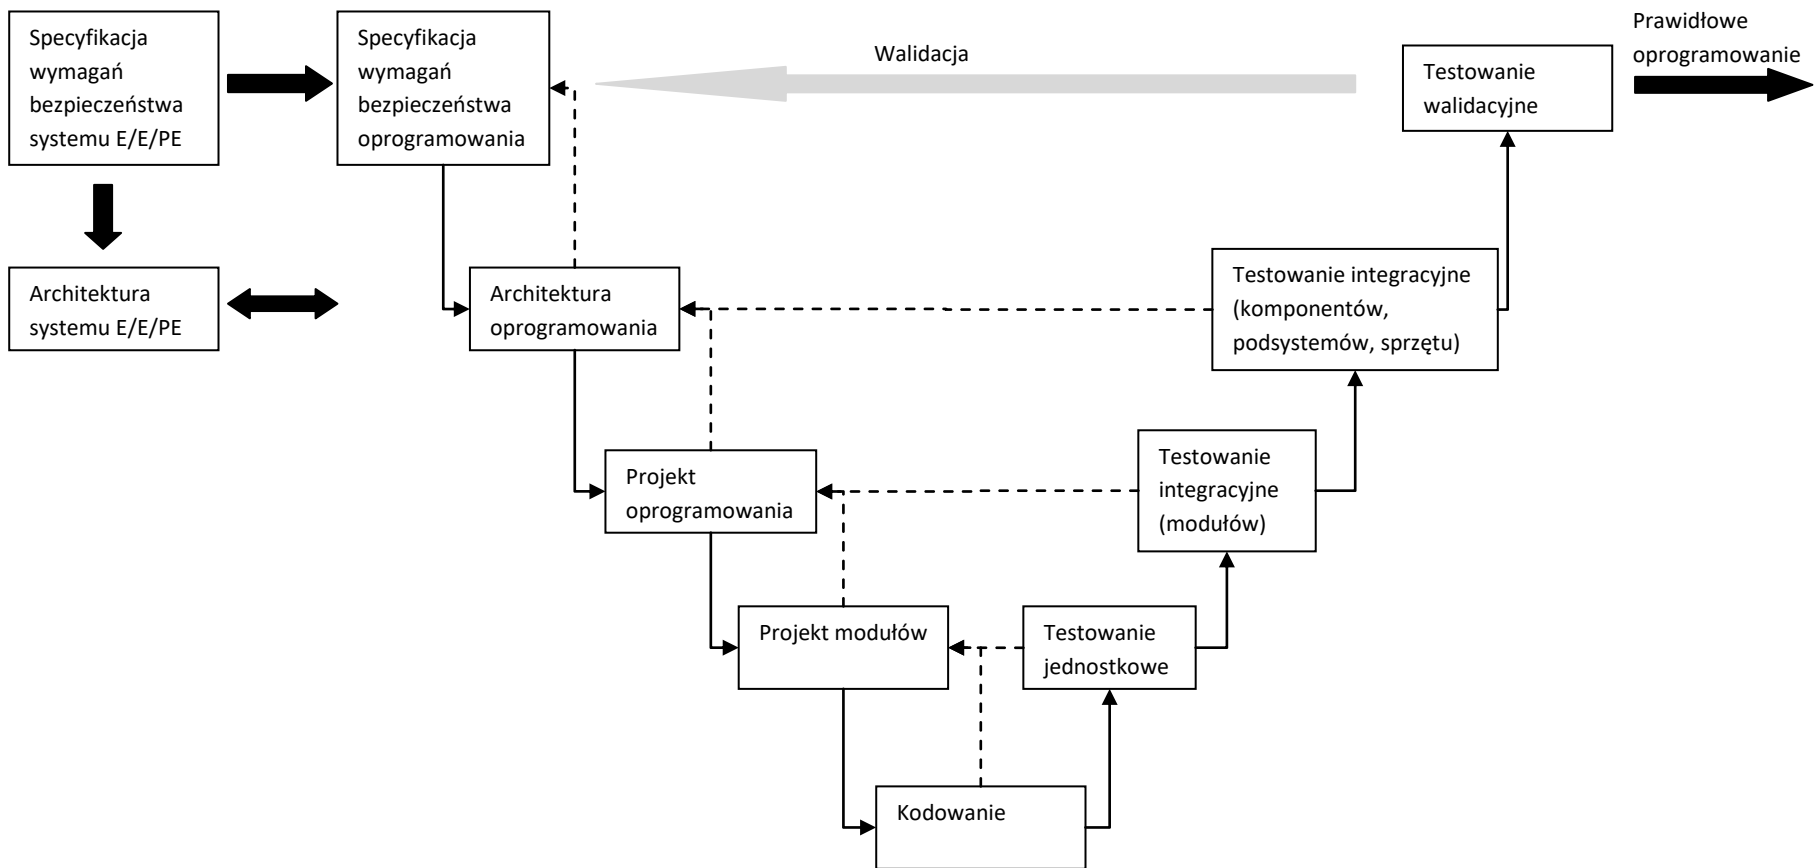 Specyfikacja
wymagań
bezpieczeństwa
systemu E/E/PE
Specyfikacja
wymagań
bezpieczeństwa
oprogramowania
Walidacja
Testowanie
walidacyjne
Prawidłowe
oprogramowanie
Architektura
systemu E/E/PE
Architektura
oprogramowania
Testowanie integracyjne
(komponentów,
podsystemów, sprzętu)
Projekt
oprogramowania
Testowanie
integracyjne
(modułów)
Projekt modułów
Testowanie
jednostkowe
Kodowanie